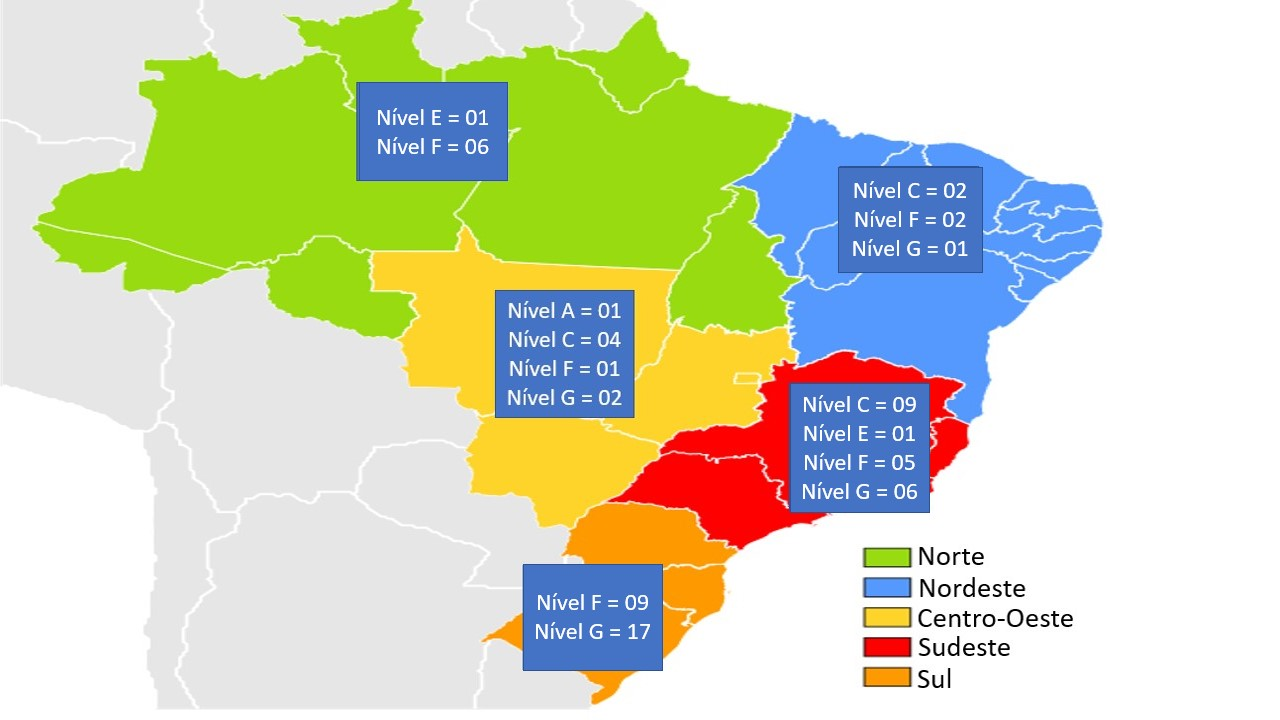 Nível E = 01
Nível F = 06
Nível C = 02
Nível F = 02
Nível G = 01
Nível A = 01
Nível C = 04
Nível F = 01
Nível G = 02
Nível C = 09
Nível E = 01
Nível F = 05
Nível G = 06
Nível F = 09
Nível G = 17
Norte
Nordeste
Centro-Oeste
Sudeste
Sul